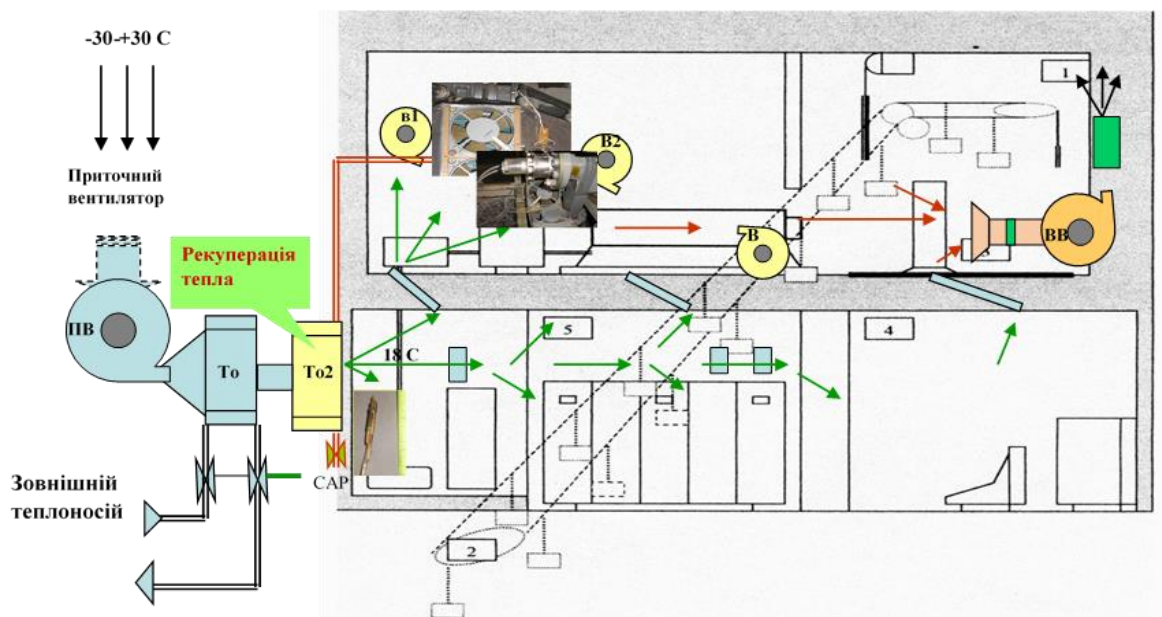 -30-+30 С
Приточний
вентилятор
Рекуперація
тепла
ПВ
То
То2
18 С
САР
Зовнішній
теплоносій
в1
В2
В
ВВ
1
2
3
4
5